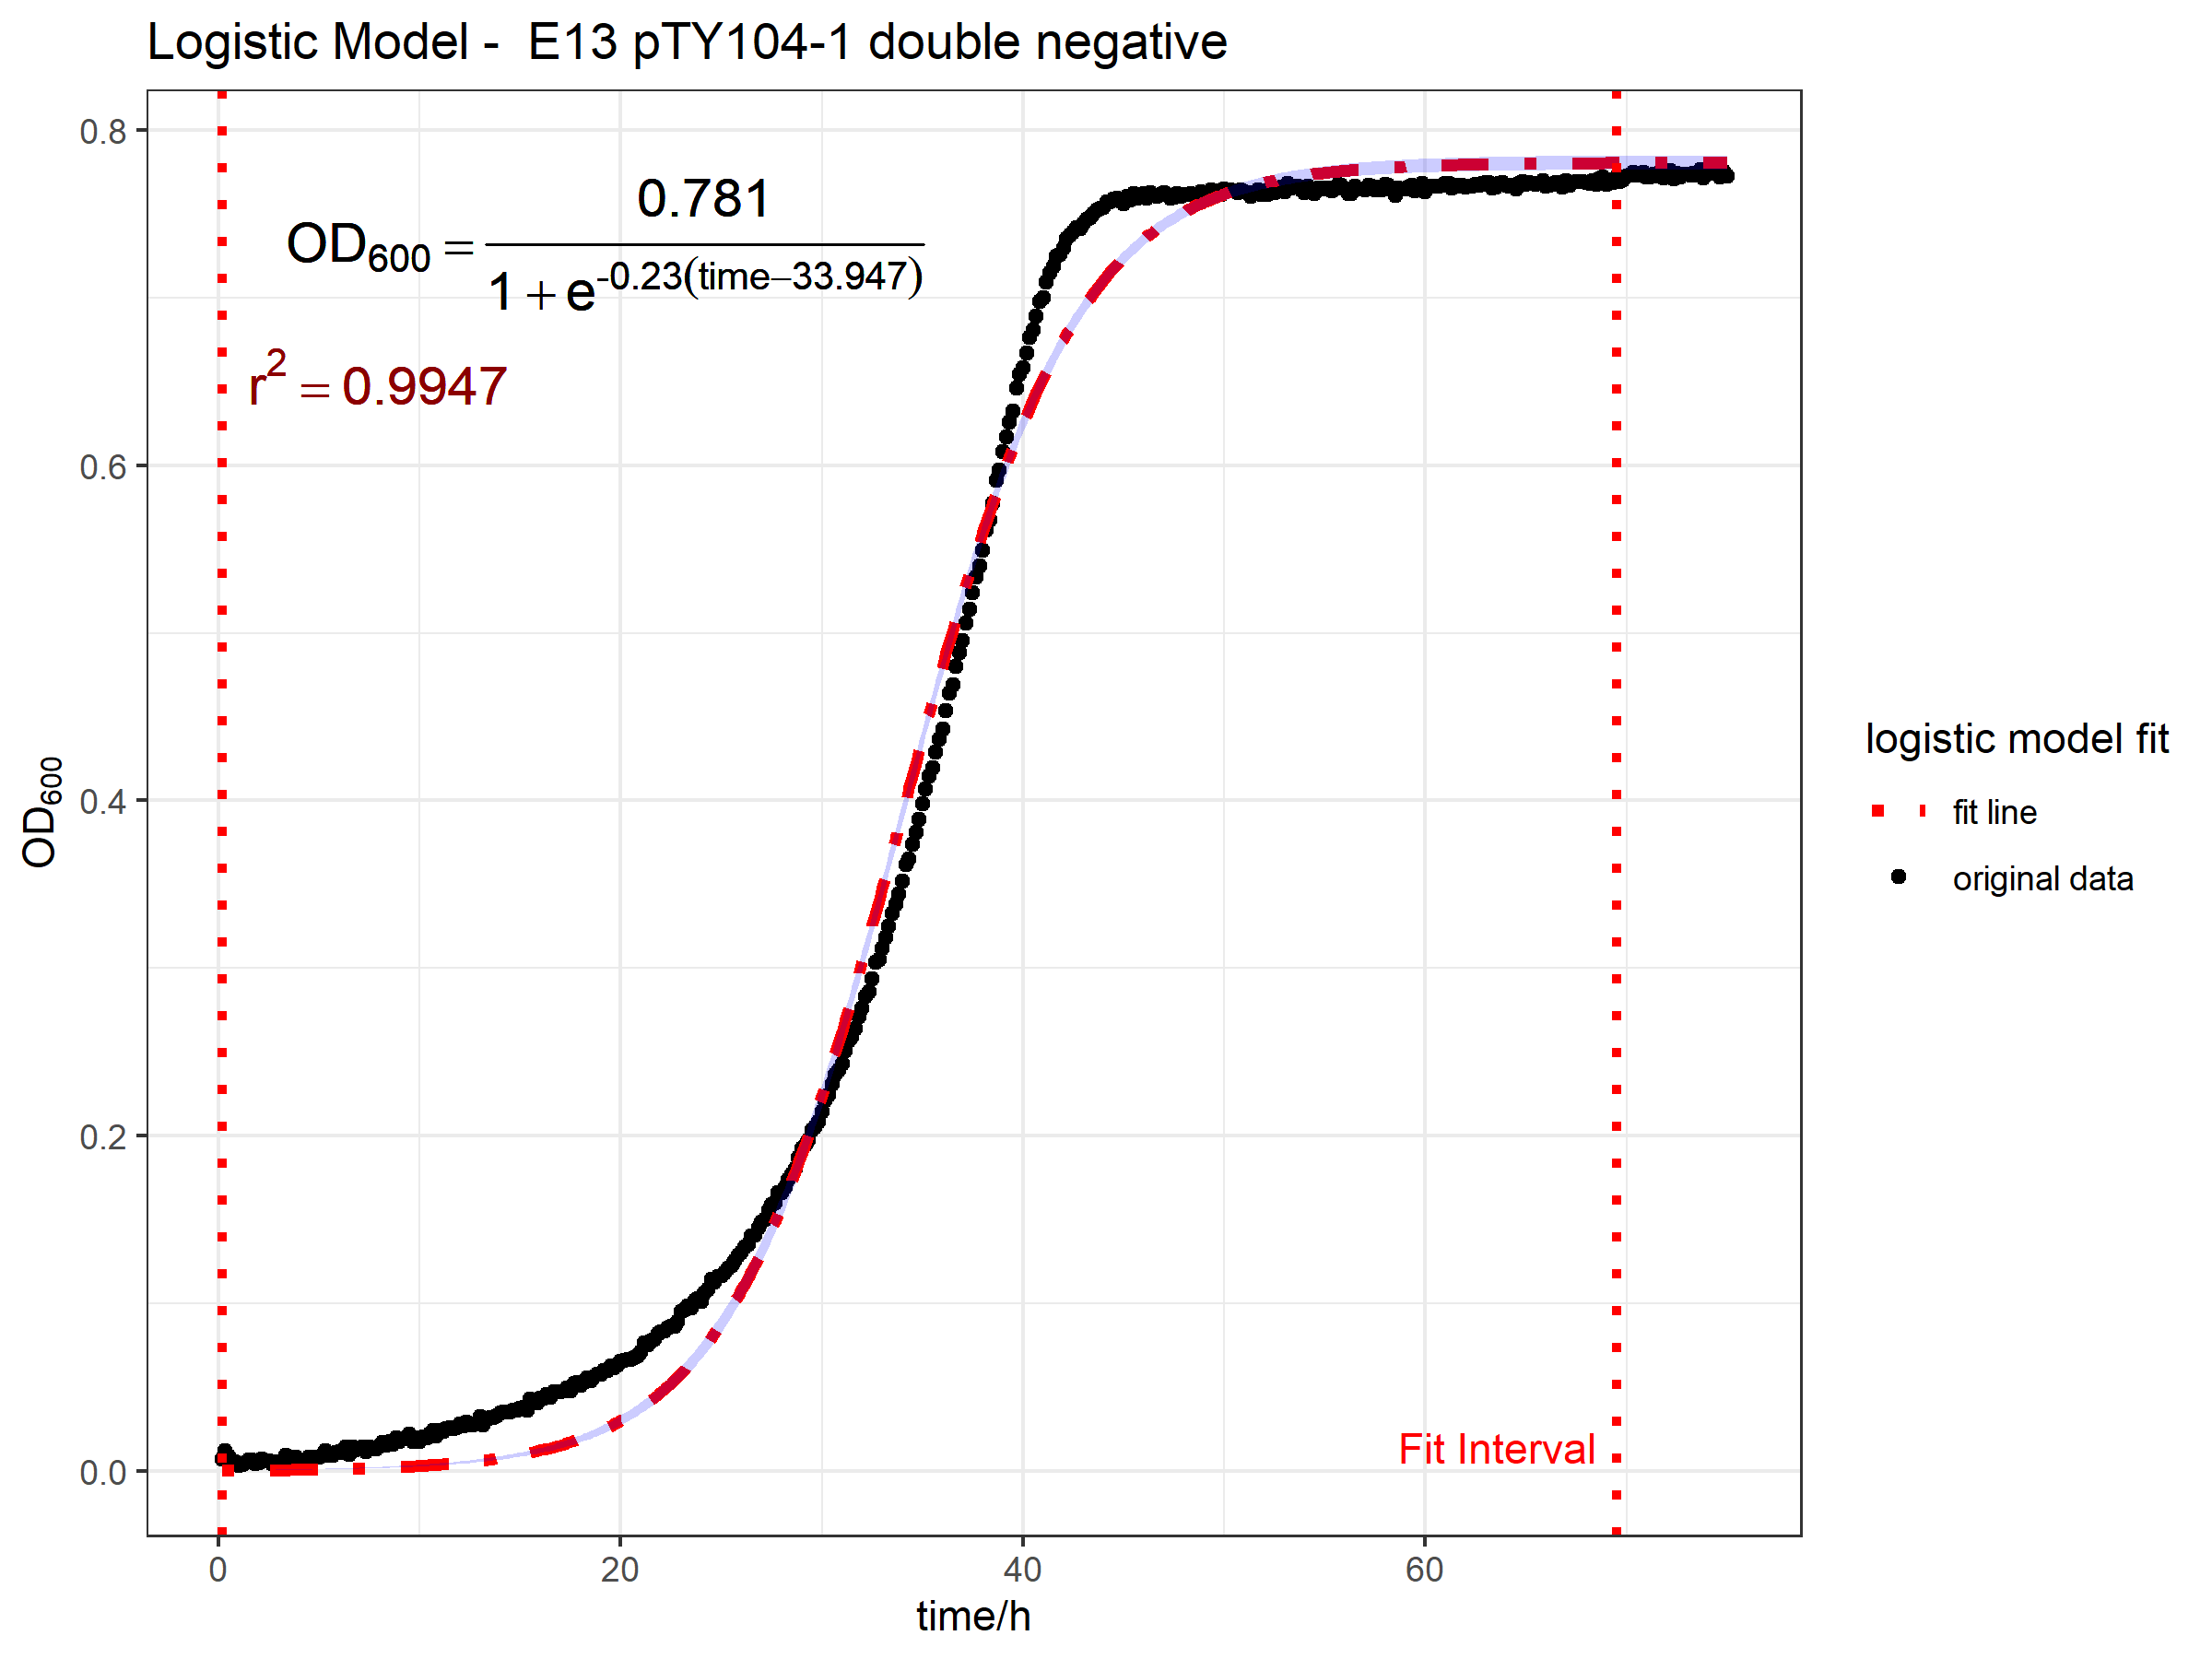 Logistic Model -  E13 pTY104-1 double negative
OD600 = 0.781 / 1 + e^-0.23(time−33.947)
r² = 0.9947
0.8
0.6
0.4
0.2
0.0
OD600
Fit Interval
0 20 40 60
time/h
logistic model fit
fit line
original data